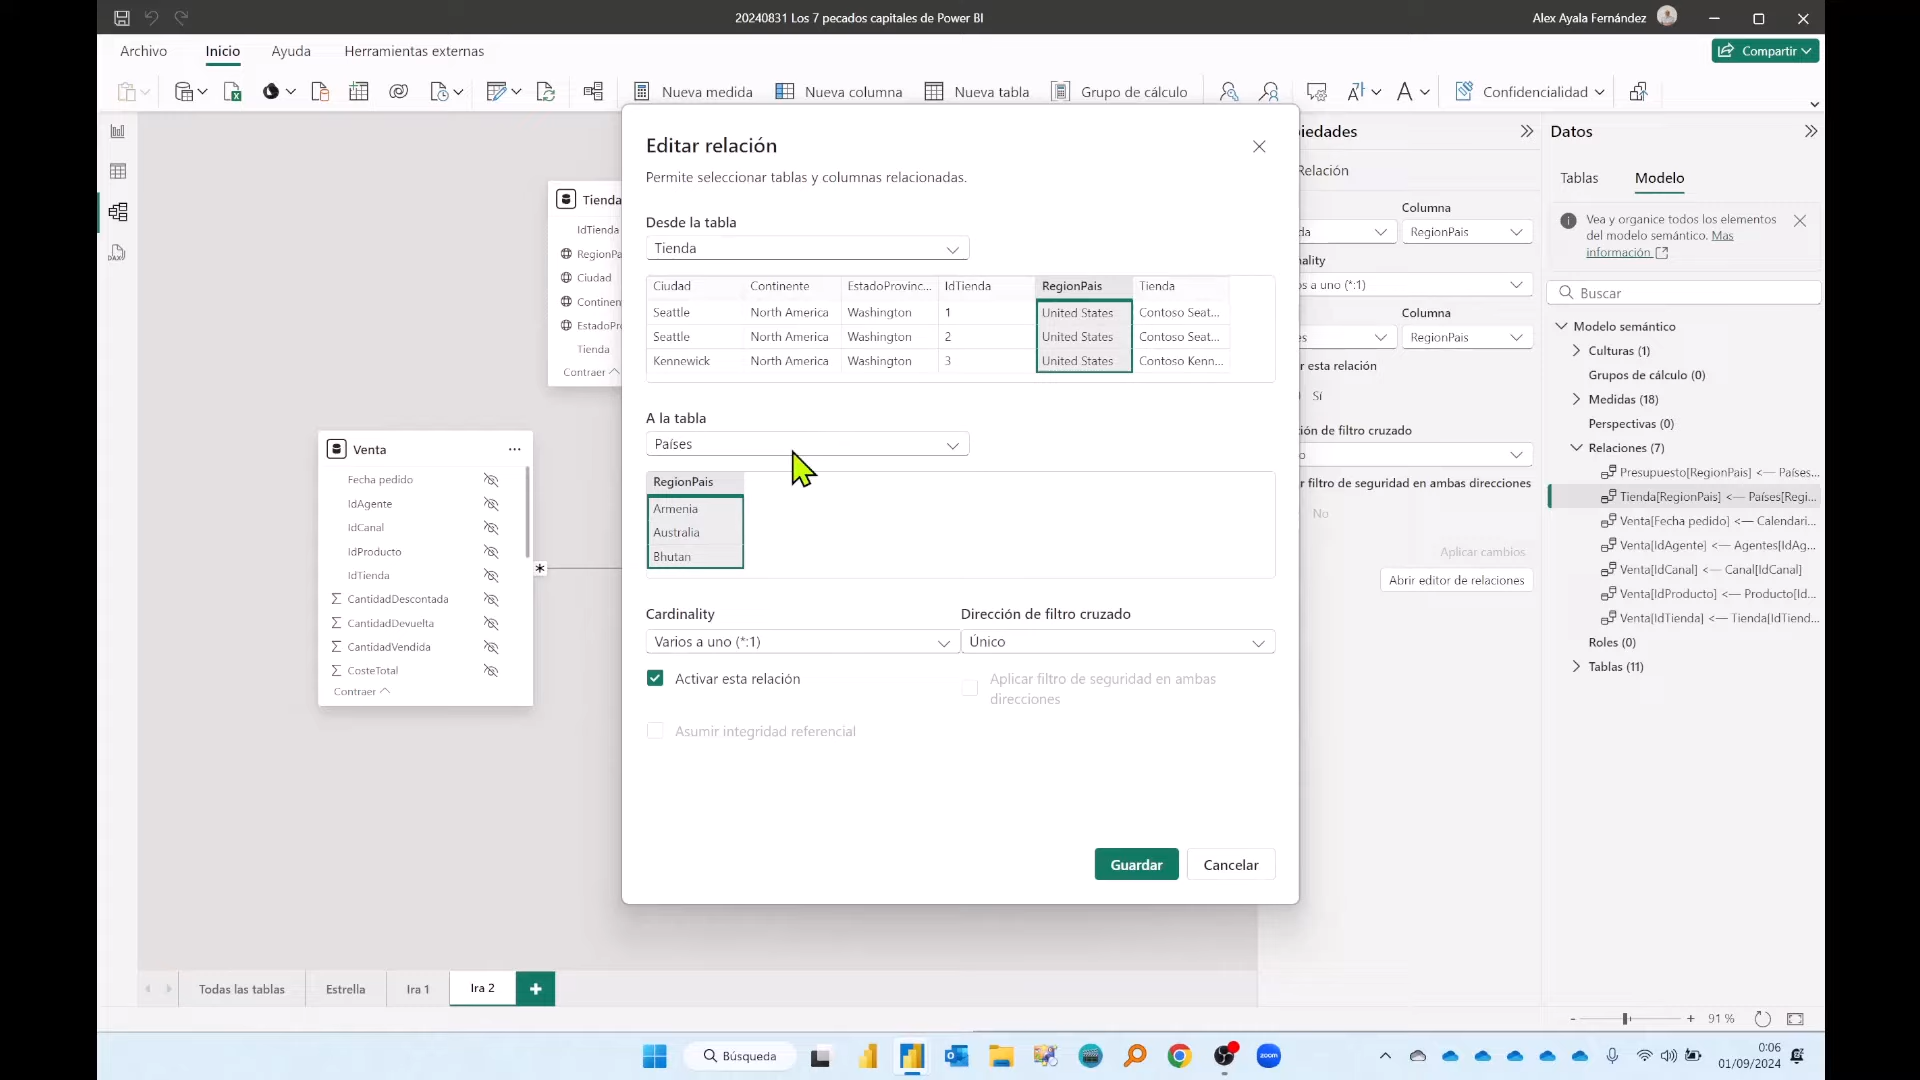 20240831 Los 7 pecados capitales de Power BI
Alex Ayala Fernández
Archivo
Inicio
Ayuda
Herramientas externas
Compartir
Nueva medida
Nueva columna
Nueva tabla
Grupo de cálculo
Confidencialidad
Tienda
IdTienda
RegionPa
Ciudad
Continen
EstadoPro
Tienda
Contraer
Venta
Fecha pedido
IdAgente
IdCanal
IdProducto
IdTienda
CantidadDescontada
CantidadDevuelta
CantidadVendida
CosteTotal
Contraer
Editar relación
Permite seleccionar tablas y columnas relacionadas.
Desde la tabla
Tienda
Ciudad Continente EstadoProvinc... IdTienda RegionPais Tienda
Seattle North America Washington 1 United States Contoso Seat...
Seattle North America Washington 2 United States Contoso Seat...
Kennewick North America Washington 3 United States Contoso Kenn...
A la tabla
Países
RegionPais
Armenia
Australia
Bhutan
Cardinality
Varios a uno (*:1)
Dirección de filtro cruzado
Único
Activar esta relación
Aplicar filtro de seguridad en ambas
direcciones
Asumir integridad referencial
Guardar
Cancelar
iedades
Relación
Columna
da
RegionPais
ality
s a uno (*:1)
Columna
es
RegionPais
r esta relación
Sí
ión de filtro cruzado
o
r filtro de seguridad en ambas direcciones
No
Aplicar cambios
Abrir editor de relaciones
Datos
Tablas
Modelo
Vea y organice todos los elementos
del modelo semántico. Mas
información
Buscar
Modelo semántico
Culturas (1)
Grupos de cálculo (0)
Medidas (18)
Perspectivas (0)
Relaciones (7)
Presupuesto[RegionPais] <— Países...
Tienda[RegionPais] <— Países[Regi...
Venta[Fecha pedido] <— Calendari...
Venta[IdAgente] <— Agentes[IdAg...
Venta[IdCanal] <— Canal[IdCanal]
Venta[IdProducto] <— Producto[Id...
Venta[IdTienda] <— Tienda[IdTiend...
Roles (0)
Tablas (11)
Todas las tablas
Estrella
Ira 1
Ira 2
+
- + 91 %
Búsqueda
zoom
0:06
01/09/2024